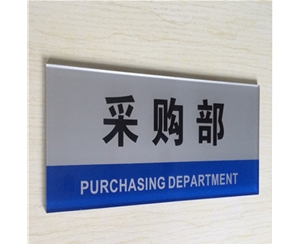 采购部
PURCHASING DEPARTMENT